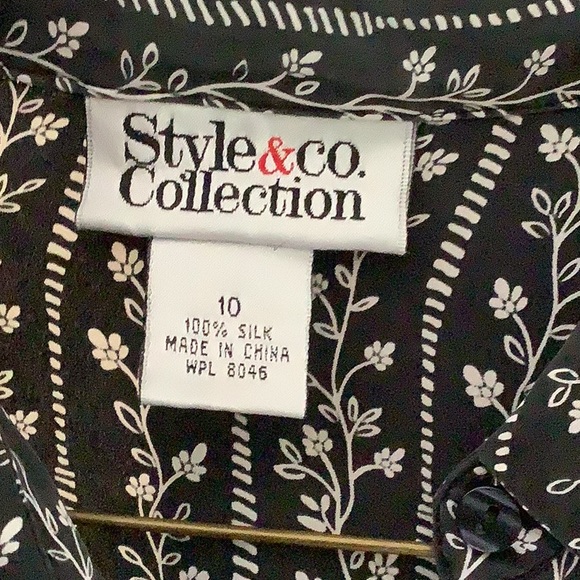 Style&co.
Collection
10
100% SILK
MADE IN CHINA
WPL 8046